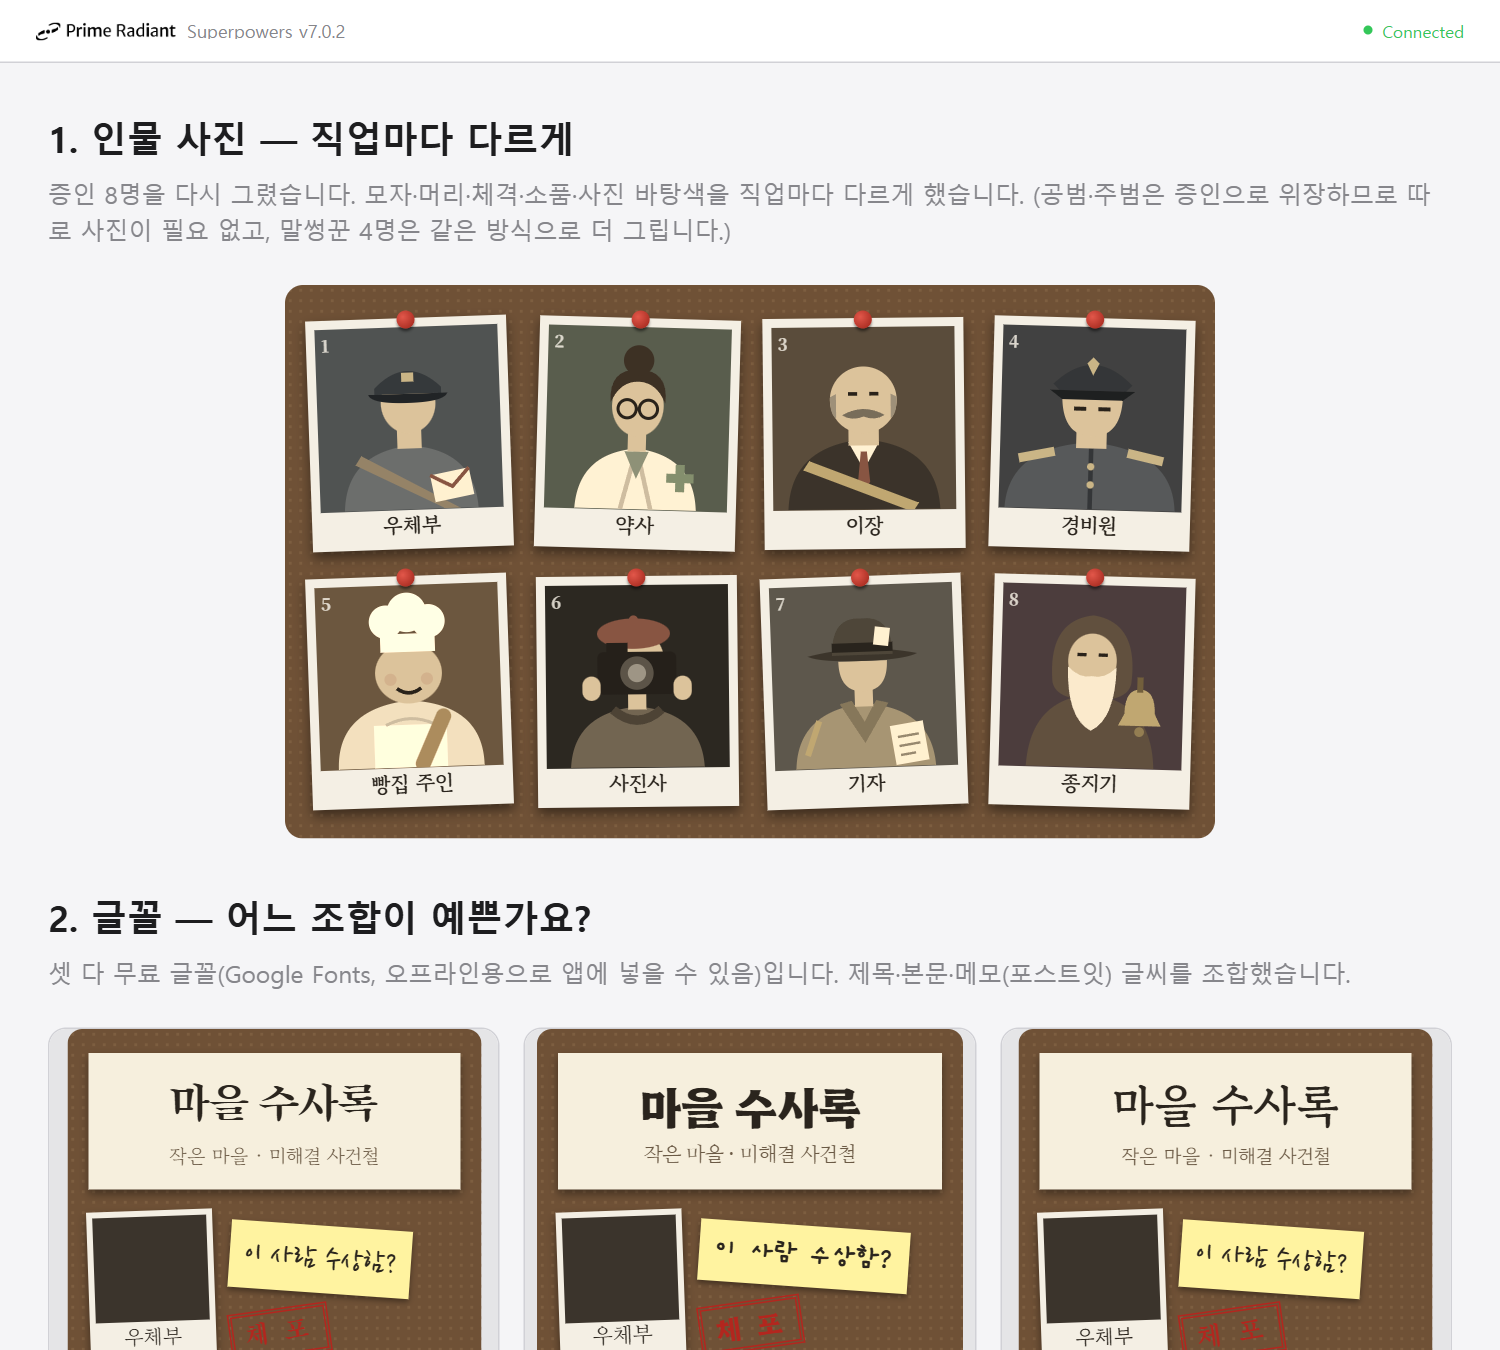 Prime Radiant Superpowers v7.0.2
Connected
1. 인물 사진 — 직업마다 다르게
증인 8명을 다시 그렸습니다. 모자·머리·체격·소품·사진 바탕색을 직업마다 다르게 했습니다. (공범·주범은 증인으로 위장하므로 따
로 사진이 필요 없고, 말썽꾼 4명은 같은 방식으로 더 그립니다.)
1
2
3
4
우체부
약사
이장
경비원
5
6
7
8
빵집 주인
사진사
기자
종지기
2. 글꼴 — 어느 조합이 예쁜가요?
셋 다 무료 글꼴(Google Fonts, 오프라인용으로 앱에 넣을 수 있음)입니다. 제목·본문·메모(포스트잇) 글씨를 조합했습니다.
마을 수사록
작은 마을 · 미해결 사건철
이 사람 수상함?
체 포
우체부
마을 수사록
작은 마을 · 미해결 사건철
이 사람 수상함?
체 포
우체부
마을 수사록
작은 마을 · 미해결 사건철
이 사람 수상함?
체 포
우체부